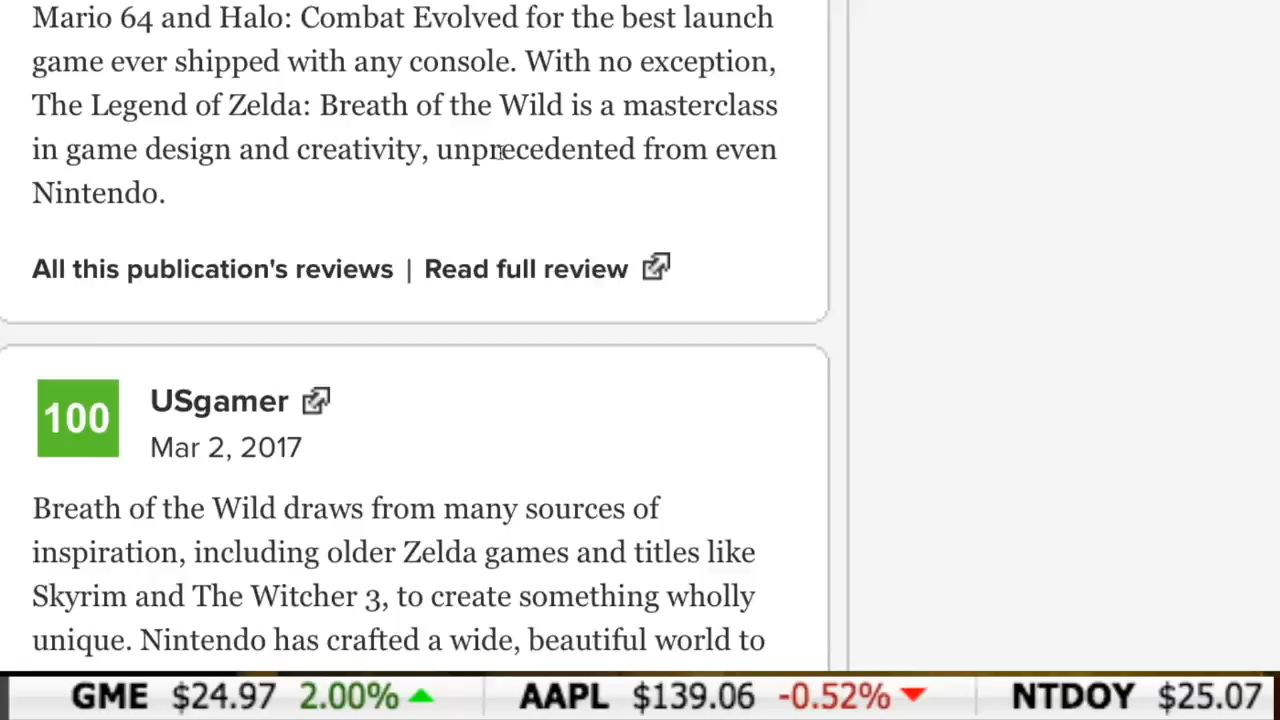 Mario 64 and Halo: Combat Evolved for the best launch
game ever shipped with any console. With no exception,
The Legend of Zelda: Breath of the Wild is a masterclass
in game design and creativity, unprecedented from even
Nintendo.
All this publication's reviews | Read full review
100
USgamer
Mar 2, 2017
Breath of the Wild draws from many sources of
inspiration, including older Zelda games and titles like
Skyrim and The Witcher 3, to create something wholly
unique. Nintendo has crafted a wide, beautiful world to
GME $24.97 2.00% AAPL $139.06 -0.52% NTDOY $25.07